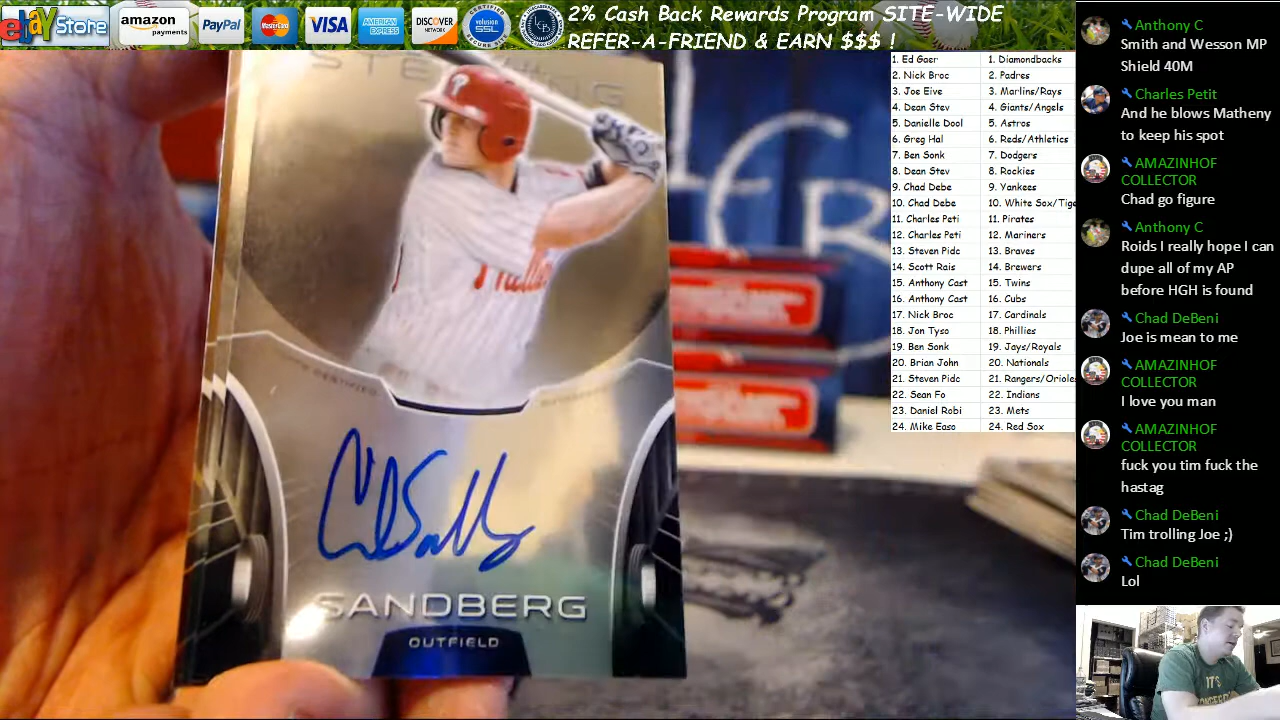 ebay Store
amazon
payments
PayPal
MasterCard
VISA
AMERICAN
EXPRESS
DISCOVER
NETWORK
volusion
SSL
2% Cash Back Rewards Program SITE-WIDE
REFER-A-FRIEND & EARN $$$ !
1. Ed Gaer 1. Diamondbacks
2. Nick Broc 2. Padres
3. Joe Eive 3. Marlins/Rays
4. Dean Stev 4. Giants/Angels
5. Danielle Dool 5. Astros
6. Greg Hal 6. Reds/Athletics
7. Ben Sonk 7. Dodgers
8. Dean Stev 8. Rockies
9. Chad Debe 9. Yankees
10. Chad Debe 10. White Sox/Tige
11. Charles Peti 11. Pirates
12. Charles Peti 12. Mariners
13. Steven Pidc 13. Braves
14. Scott Rais 14. Brewers
15. Anthony Cast 15. Twins
16. Anthony Cast 16. Cubs
17. Nick Broc 17. Cardinals
18. Jon Tyso 18. Phillies
19. Ben Sonk 19. Jays/Royals
20. Brian John 20. Nationals
21. Steven Pidc 21. Rangers/Oriole
22. Sean Fo 22. Indians
23. Daniel Robi 23. Mets
24. Mike Easo 24. Red Sox
P
SANDBERG
OUTFIELD
Anthony C
Smith and Wesson MP
Shield 40M
Charles Petit
And he blows Matheny
to keep his spot
AMAZINHOF
COLLECTOR
Chad go figure
Anthony C
Roids I really hope I can
dupe all of my AP
before HGH is found
Chad DeBeni
Joe is mean to me
AMAZINHOF
COLLECTOR
I love you man
AMAZINHOF
COLLECTOR
fuck you tim fuck the
hastag
Chad DeBeni
Tim trolling Joe ;)
Chad DeBeni
Lol
IT'S